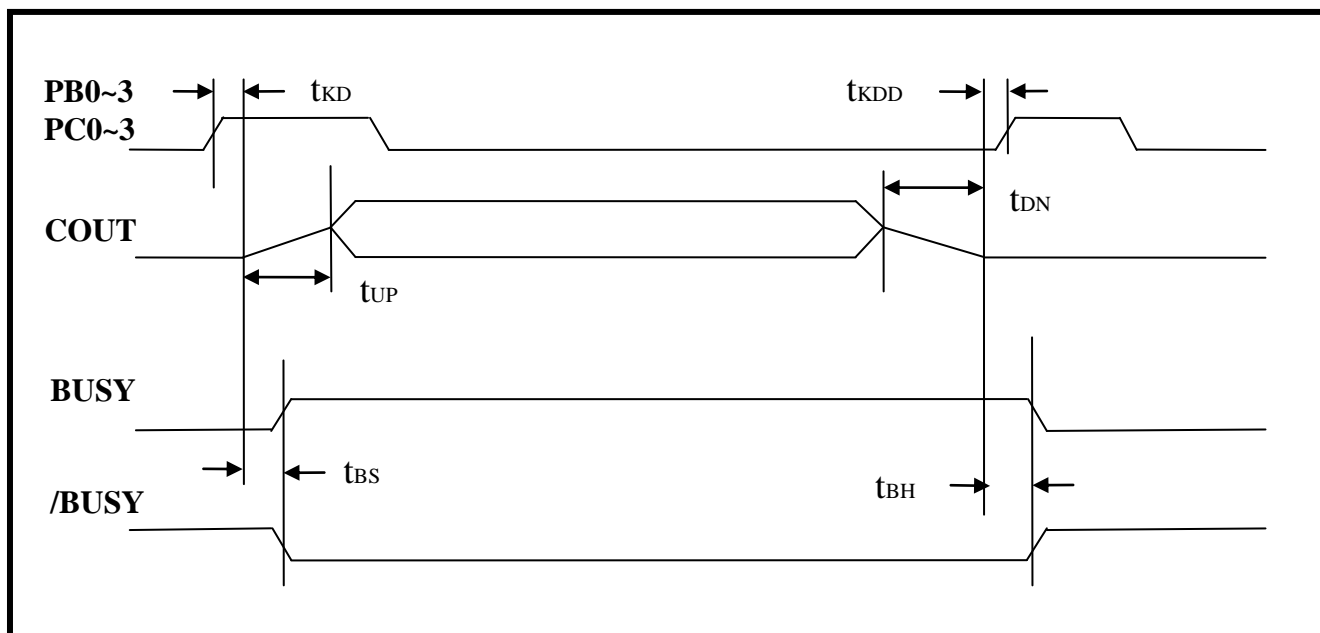 PB0~3 tKD tKDD
PC0~3
tDN
COUT
tUP
BUSY
tBS tBH
/BUSY